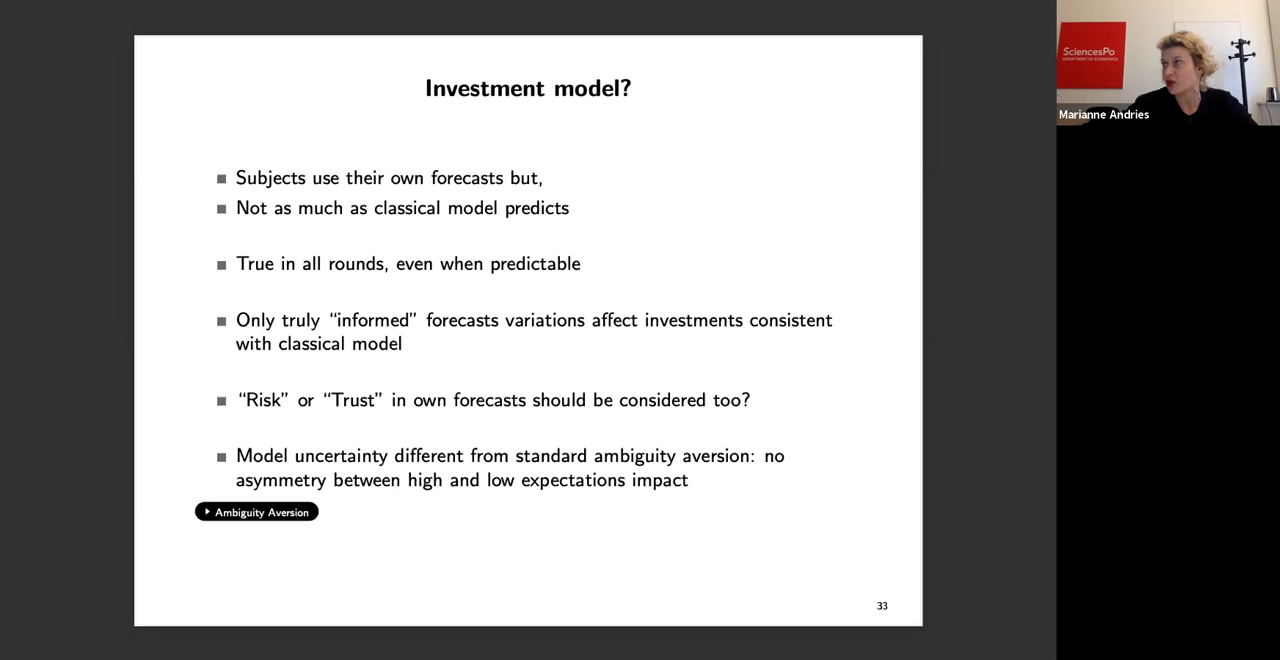 Investment model?
Subjects use their own forecasts but,
Not as much as classical model predicts
True in all rounds, even when predictable
Only truly “informed” forecasts variations affect investments consistent
with classical model
“Risk” or “Trust” in own forecasts should be considered too?
Model uncertainty different from standard ambiguity aversion: no
asymmetry between high and low expectations impact
Ambiguity Aversion
33
SciencesPo
DEPARTMENT OF ECONOMICS
Marianne Andries